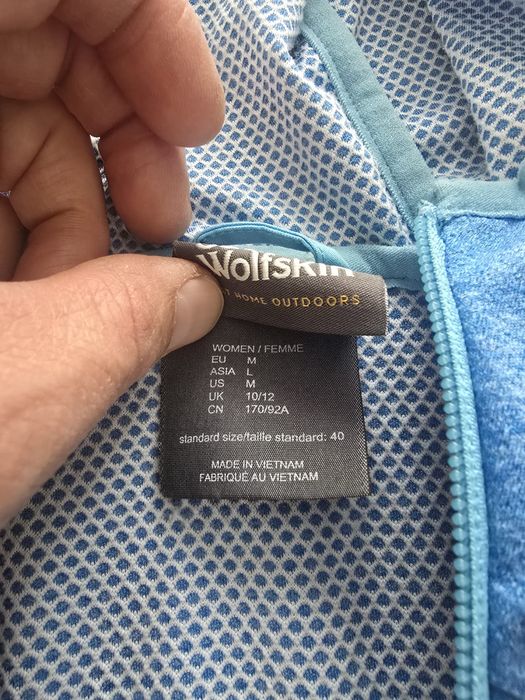 Wolfskin
T HOME OUTDOORS
WOMEN / FEMME
EU M
ASIA L
US M
UK 10/12
CN 170/92A
standard size/taille standard: 40
MADE IN VIETNAM
FABRIQUÉ AU VIETNAM